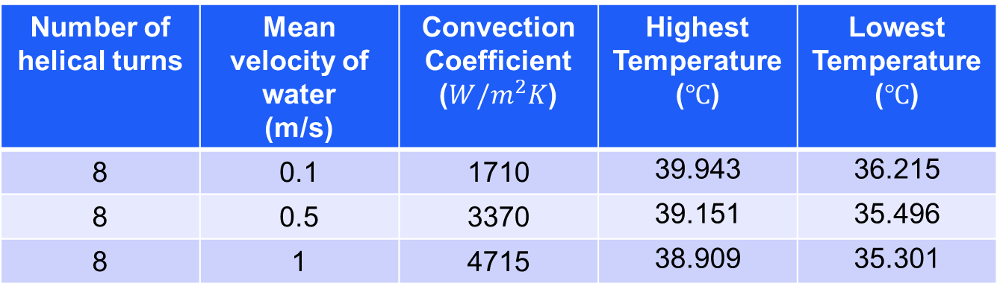 Number of helical turns | Mean velocity of water (m/s) | Convection Coefficient (W/m²K) | Highest Temperature (°C) | Lowest Temperature (°C)
8 | 0.1 | 1710 | 39.943 | 36.215
8 | 0.5 | 3370 | 39.151 | 35.496
8 | 1 | 4715 | 38.909 | 35.301